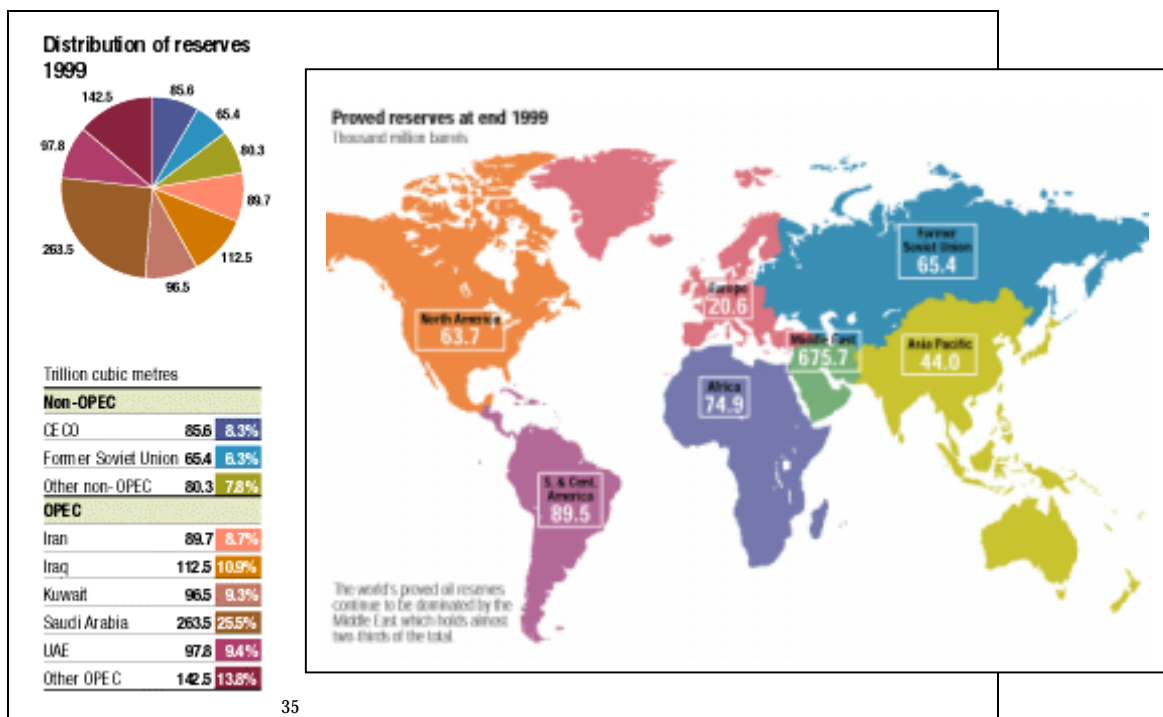 Distribution of reserves
1999
142.5
85.6
65.4
97.8
80.3
89.7
263.5
112.5
96.5
Trillion cubic metres
Non-OPEC
CECO 85.6 8.3%
Former Soviet Union 65.4 6.3%
Other non-OPEC 80.3 7.8%
OPEC
Iran 89.7 8.7%
Iraq 112.5 10.9%
Kuwait 96.5 9.3%
Saudi Arabia 263.5 25.5%
UAE 97.8 9.4%
Other OPEC 142.5 13.8%
35
Proved reserves at end 1999
Thousand million barrels
Former
Soviet Union
65.4
Europe
20.6
North America
63.7
Middle East
675.7
Asia Pacific
44.0
Africa
74.9
S. & Cent.
America
89.5
The world's proved oil reserves
continue to be dominated by the
Middle East which holds almost
two-thirds of the total.